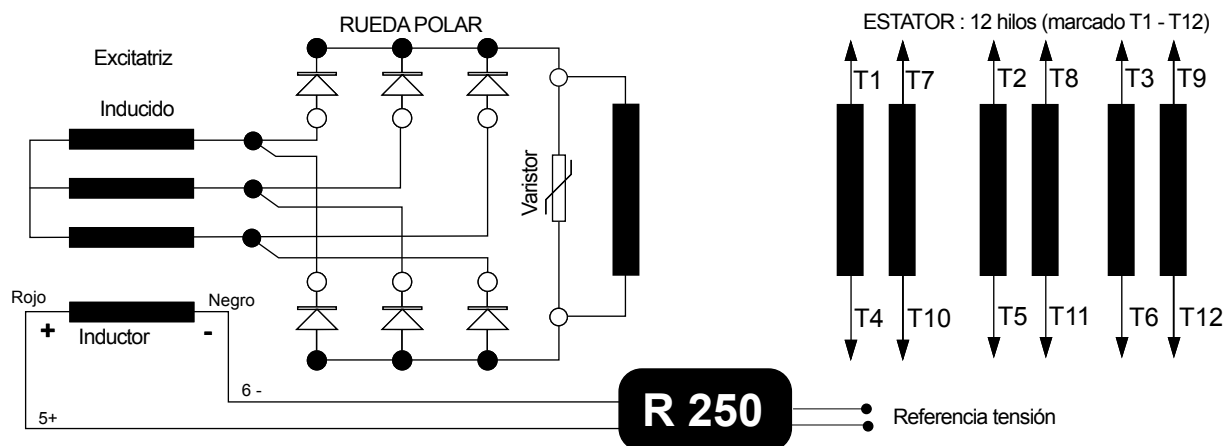 RUEDA POLAR
ESTATOR : 12 hilos (marcado T1 - T12)
Excitatriz
Inducido
T1 T7 T2 T8 T3 T9
Varistor
Rojo
Negro
+
-
Inductor
T4 T10 T5 T11 T6 T12
6 -
5+
R 250
Referencia tensión